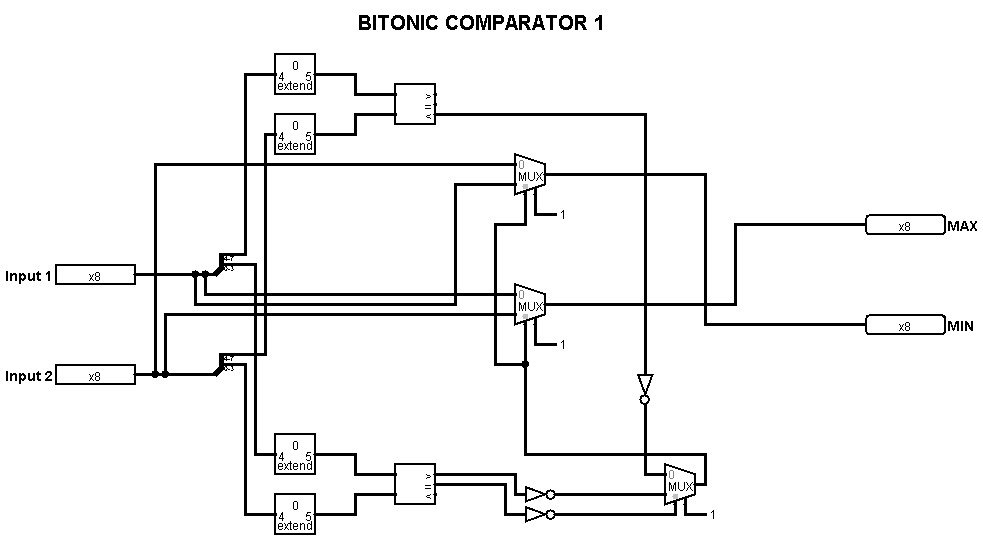 BITONIC COMPARATOR 1
0
4 5
extend
>
=
<
0
4 5
extend
0
MUX
1
4-7
0-3
Input 1 x8
x8 MAX
0
MUX
1
x8 MIN
4-7
0-3
Input 2 x8
0
4 5
extend
>
=
<
0
MUX
0
4 5
extend
1